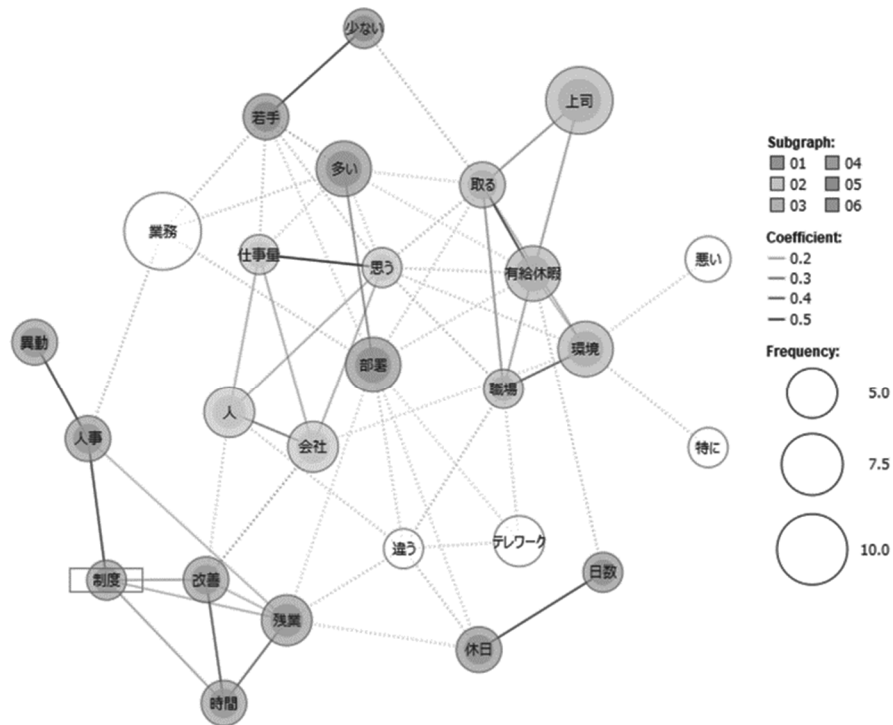 少ない
上司
若手
多い
取る
業務
仕事量
思う
有給休暇
悪い
異動
部署
環境
職場
人
人事
会社
特に
違う
テレワーク
制度
改善
日数
残業
休日
時間
Subgraph:
01 04
02 05
03 06
Coefficient:
0.2
0.3
0.4
0.5
Frequency:
5.0
7.5
10.0